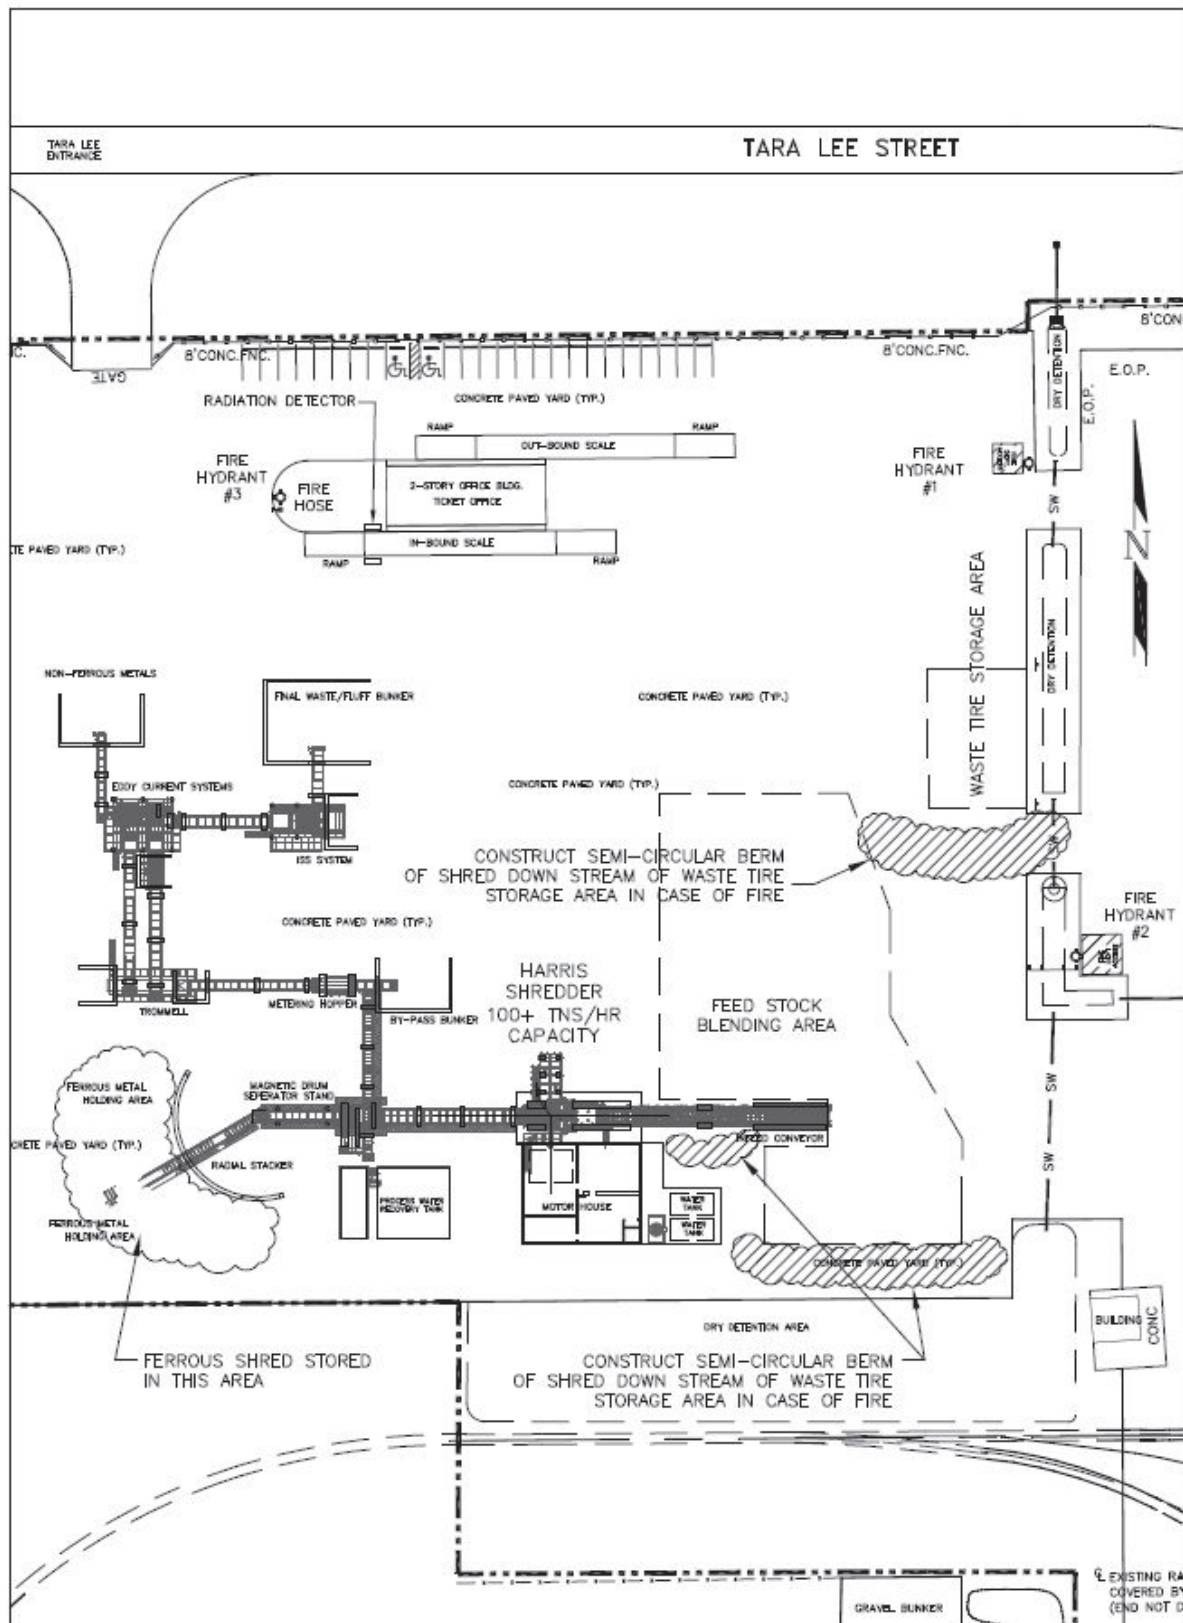 TARA LEE
ENTRANCE
TARA LEE STREET
C.
GATE
8'CONC.FNC.
8'CONC.FNC.
8'CON
E.O.P.
E.O.P.
DRY DETENTION
RADIATION DETECTOR
CONCRETE PAVED YARD (TYP.)
RAMP
OUT-BOUND SCALE
RAMP
FIRE
HYDRANT
#3
FIRE
HOSE
2-STORY OFFICE BLDG.
TICKET OFFICE
FIRE
HYDRANT
#1
SW
TE PAVED YARD (TYP.)
IN-BOUND SCALE
RAMP
RAMP
N
WASTE TIRE STORAGE AREA
DRY DETENTION
NON-FERROUS METALS
FINAL WASTE/FLUFF BUNKER
CONCRETE PAVED YARD (TYP.)
EDDY CURRENT SYSTEMS
CONCRETE PAVED YARD (TYP.)
ISS SYSTEM
CONSTRUCT SEMI-CIRCULAR BERM
OF SHRED DOWN STREAM OF WASTE TIRE
STORAGE AREA IN CASE OF FIRE
SW
FIRE
HYDRANT
#2
CONCRETE PAVED YARD (TYP.)
HARRIS
SHREDDER
100+ TNS/HR
CAPACITY
FEED STOCK
BLENDING AREA
TROMMELL
METERING HOPPER
BY-PASS BUNKER
SW
FERROUS METAL
HOLDING AREA
MAGNETIC DRUM
SEPERATOR STAND
CRETE PAVED YARD (TYP.)
INFEED CONVEYOR
RADIAL STACKER
SW
PROCESS WATER
RECOVERY TANK
MOTOR HOUSE
WATER
TANK
WATER
TANK
FERROUS METAL
HOLDING AREA
CONCRETE PAVED YARD (TYP.)
BUILDING
CONC
DRY DETENTION AREA
FERROUS SHRED STORED
IN THIS AREA
CONSTRUCT SEMI-CIRCULAR BERM
OF SHRED DOWN STREAM OF WASTE TIRE
STORAGE AREA IN CASE OF FIRE
EXISTING RA
COVERED BY
(END NOT D
GRAVEL BUNKER